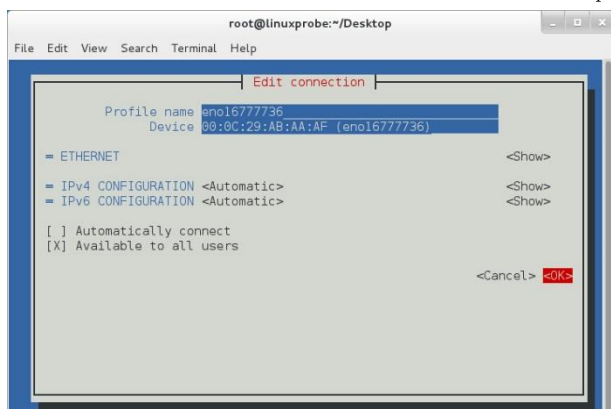 root@linuxprobe:~/Desktop
File Edit View Search Terminal Help
Edit connection
Profile name eno16777736
Device 00:0C:29:AB:AA:AF (eno16777736)
= ETHERNET <Show>
= IPv4 CONFIGURATION <Automatic> <Show>
= IPv6 CONFIGURATION <Automatic> <Show>
[ ] Automatically connect
[X] Available to all users
<Cancel> <OK>